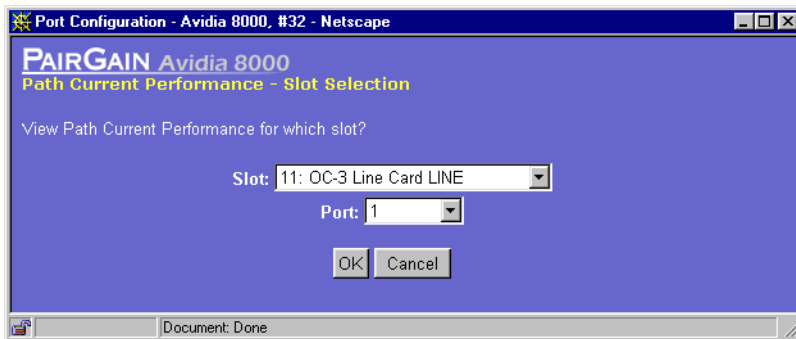 Port Configuration - Avidia 8000, #32 - Netscape
PAIRGAIN Avidia 8000
Path Current Performance - Slot Selection
View Path Current Performance for which slot?
Slot: 11: OC-3 Line Card LINE
Port: 1
OK Cancel
Document: Done